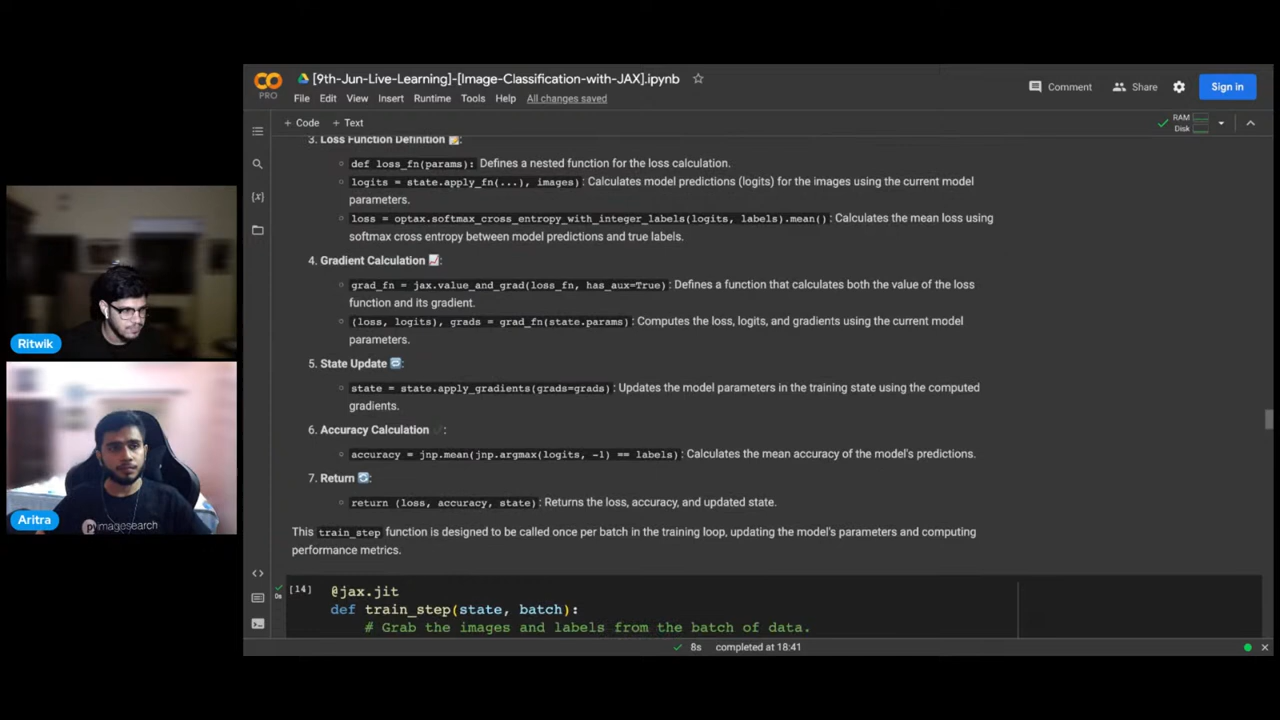 [9th-Jun-Live-Learning]-[Image-Classification-with-JAX].ipynb
PRO
File Edit View Insert Runtime Tools Help All changes saved
Comment Share Sign in
+ Code + Text
RAM
Disk
3. Loss Function Definition :
def loss_fn(params): Defines a nested function for the loss calculation.
logits = state.apply_fn(...), images): Calculates model predictions (logits) for the images using the current model
parameters.
loss = optax.softmax_cross_entropy_with_integer_labels(logits, labels).mean(): Calculates the mean loss using
softmax cross entropy between model predictions and true labels.
4. Gradient Calculation :
grad_fn = jax.value_and_grad(loss_fn, has_aux=True): Defines a function that calculates both the value of the loss
function and its gradient.
(loss, logits), grads = grad_fn(state.params): Computes the loss, logits, and gradients using the current model
parameters.
5. State Update :
state = state.apply_gradients(grads=grads): Updates the model parameters in the training state using the computed
gradients.
6. Accuracy Calculation :
accuracy = jnp.mean(jnp.argmax(logits, -1) == labels): Calculates the mean accuracy of the model's predictions.
7. Return :
return (loss, accuracy, state): Returns the loss, accuracy, and updated state.
This train_step function is designed to be called once per batch in the training loop, updating the model's parameters and computing
performance metrics.
0s
[14] @jax.jit
def train_step(state, batch):
# Grab the images and labels from the batch of data.
8s completed at 18:41
Ritwik
pyimagesearch
Aritra